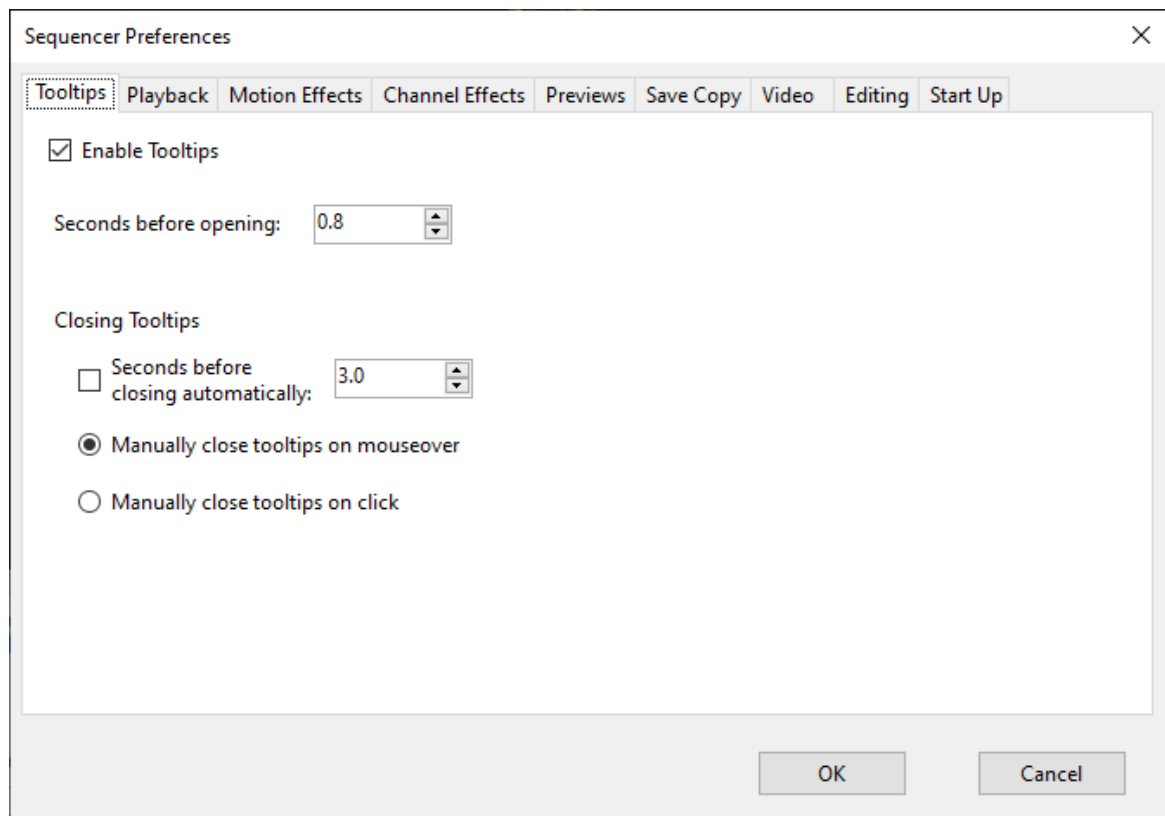 Sequencer Preferences
Tooltips Playback Motion Effects Channel Effects Previews Save Copy Video Editing Start Up
Enable Tooltips
Seconds before opening: 0.8
Closing Tooltips
Seconds before
closing automatically: 3.0
Manually close tooltips on mouseover
Manually close tooltips on click
OK Cancel